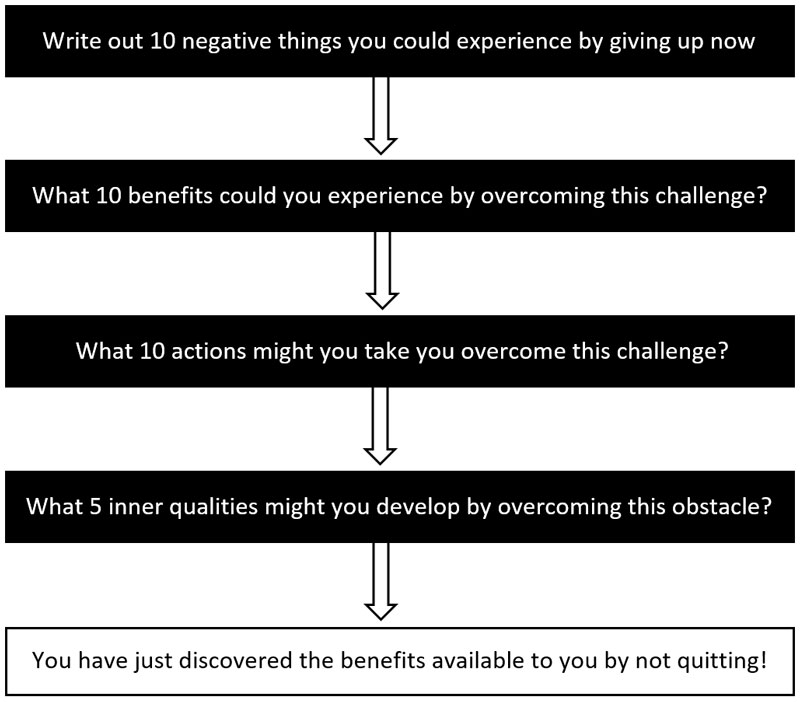 Write out 10 negative things you could experience by giving up now
What 10 benefits could you experience by overcoming this challenge?
What 10 actions might you take you overcome this challenge?
What 5 inner qualities might you develop by overcoming this obstacle?
You have just discovered the benefits available to you by not quitting!